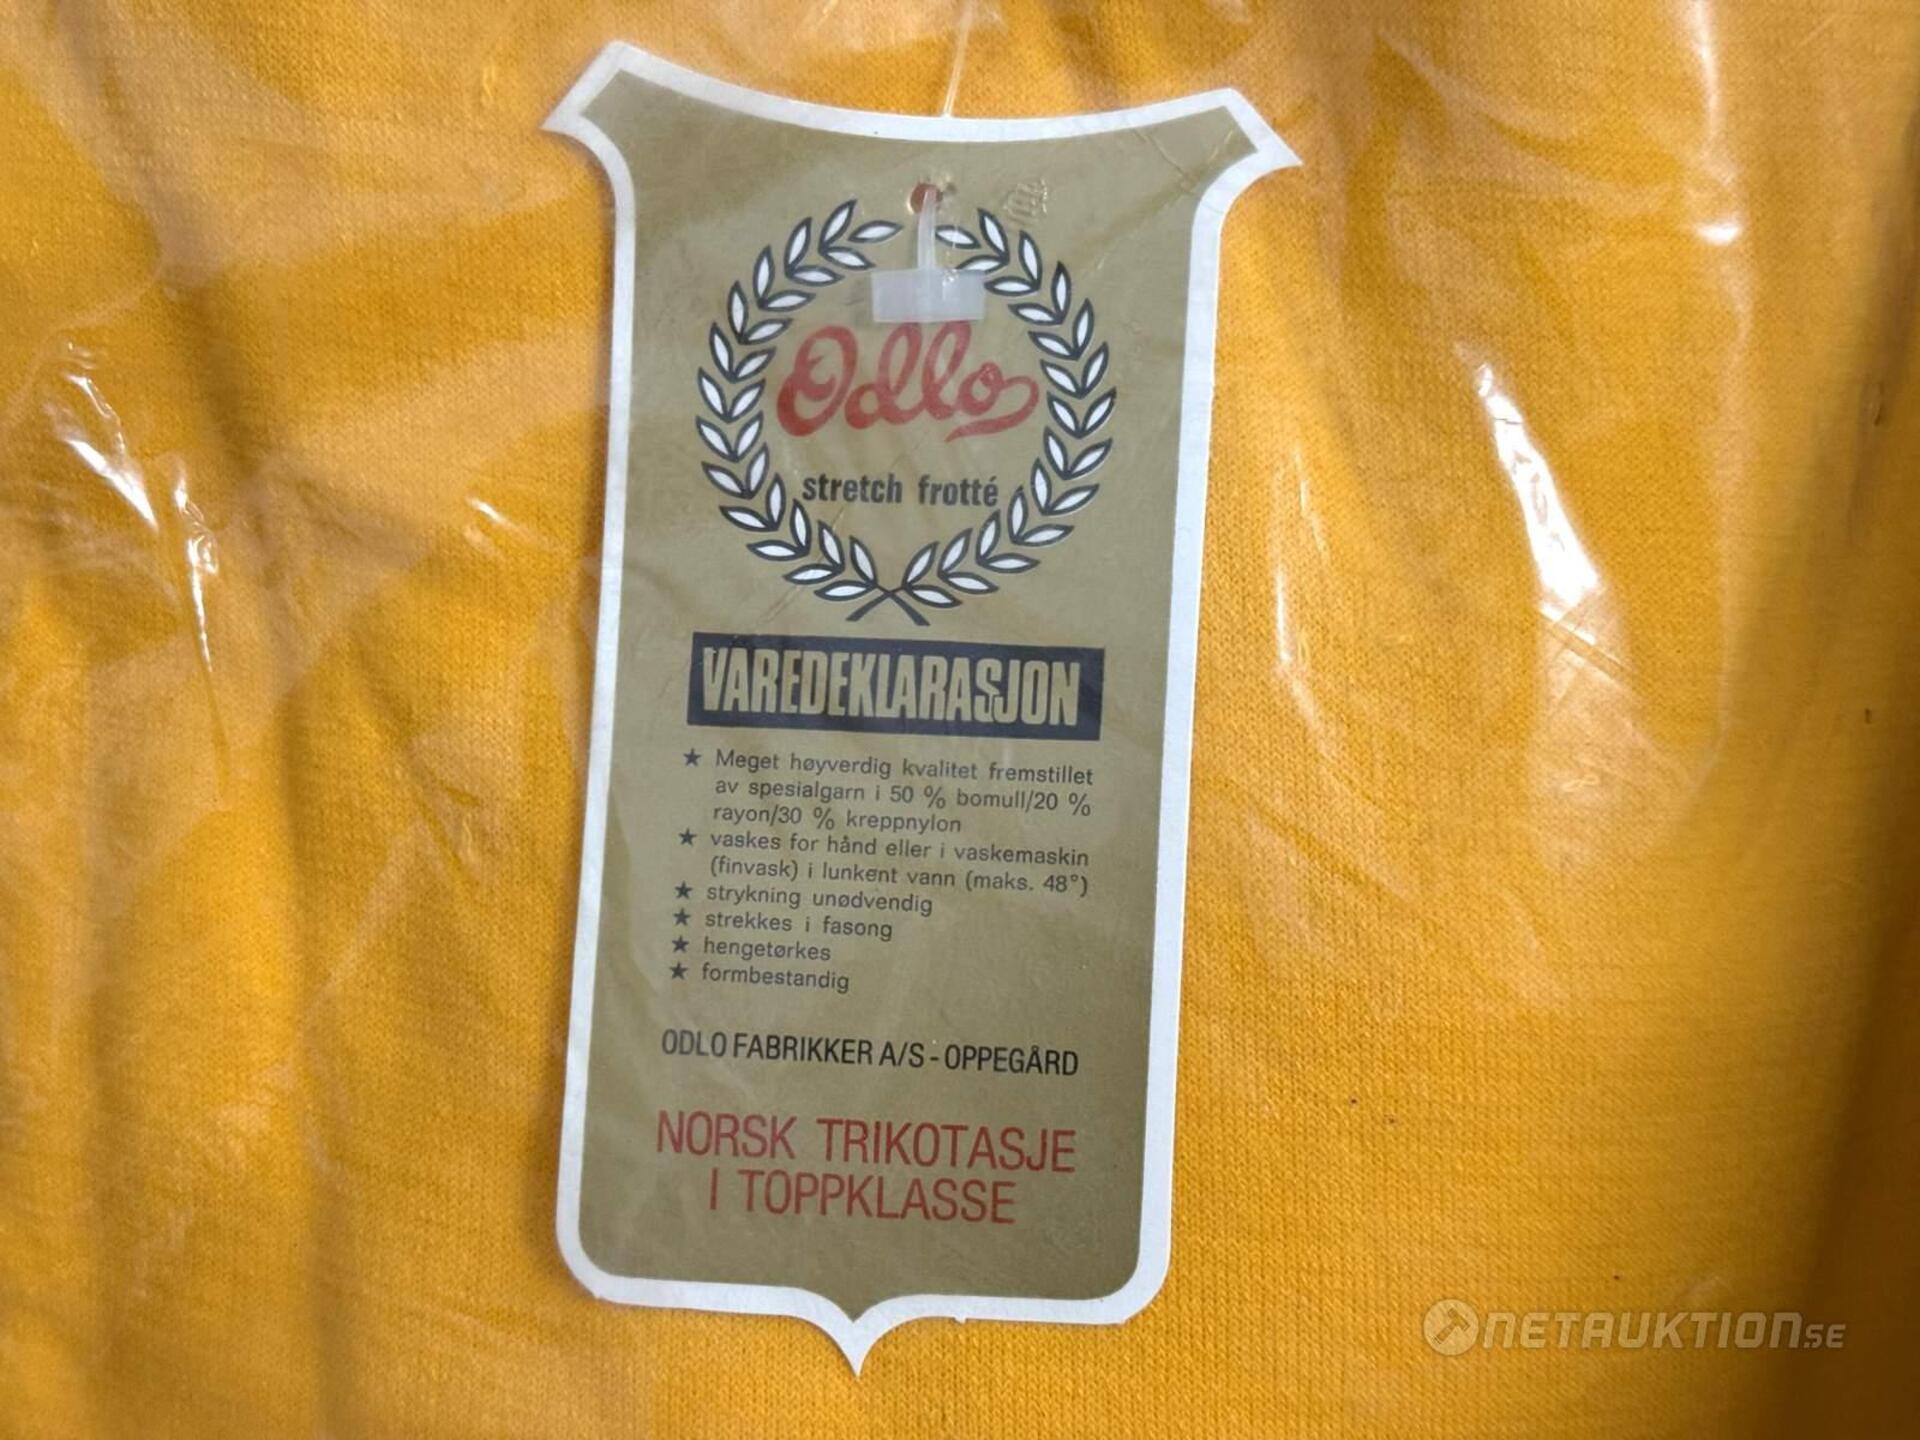 Odlo
stretch frotté
VAREDEKLARASJON
★ Meget høyverdig kvalitet fremstillet
av spesialgarn i 50 % bomull/20 %
rayon/30 % kreppnylon
★ vaskes for hånd eller i vaskemaskin
(finvask) i lunkent vann (maks. 48°)
★ strykning unødvendig
★ strekkes i fasong
★ hengetørkes
★ formbestandig
ODLO FABRIKKER A/S - OPPEGÅRD
NORSK TRIKOTASJE
I TOPPKLASSE
NETAUKTION.SE